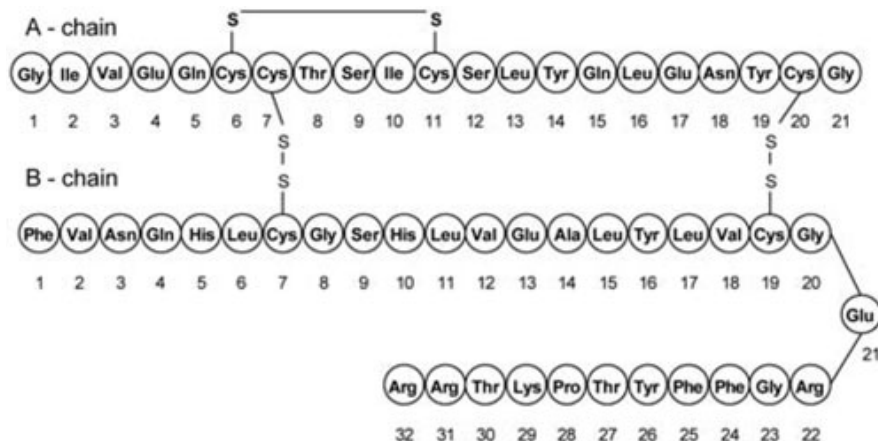 A - chain
S S
Gly Ile Val Glu Gln Cys Cys Thr Ser Ile Cys Ser Leu Tyr Gln Leu Glu Asn Tyr Cys Gly
1 2 3 4 5 6 7 8 9 10 11 12 13 14 15 16 17 18 19 20 21
S S
S S
B - chain
Phe Val Asn Gln His Leu Cys Gly Ser His Leu Val Glu Ala Leu Tyr Leu Val Cys Gly
1 2 3 4 5 6 7 8 9 10 11 12 13 14 15 16 17 18 19 20
Glu
21
Arg Arg Thr Lys Pro Thr Tyr Phe Phe Gly Arg
32 31 30 29 28 27 26 25 24 23 22